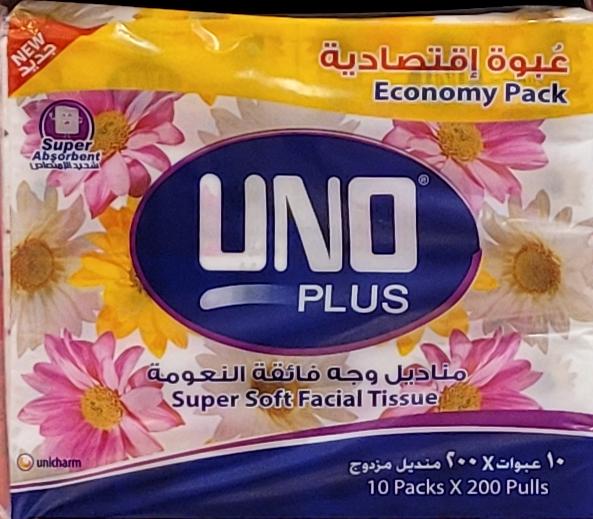 NEW
جديد
عُبوة إقتصادية
Economy Pack
Super
Absorbent
شديد الامتصاص
UNO®
PLUS
مناديل وجه فائقة النعومة
Super Soft Facial Tissue
unicharm
١٠ عبوات X ٢٠٠ منديل مزدوج
10 Packs X 200 Pulls